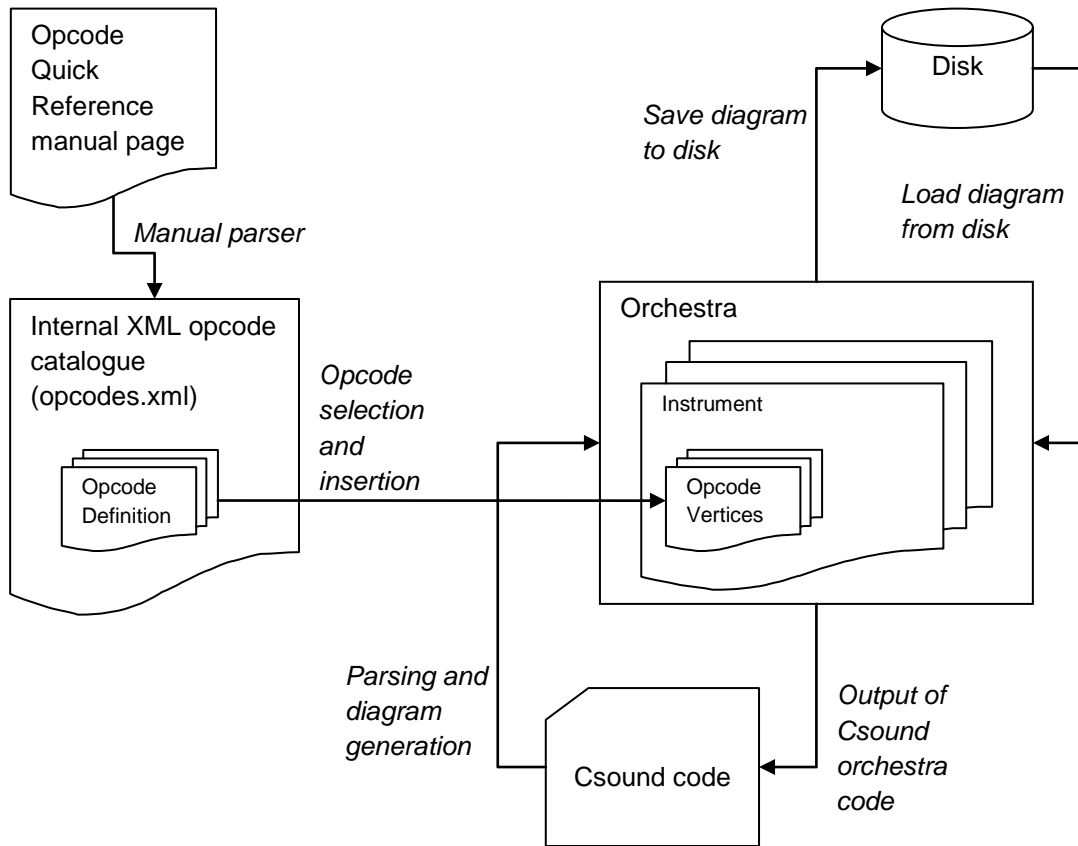 Opcode
Quick
Reference
manual page
Disk
Save diagram
to disk
Load diagram
from disk
Manual parser
Internal XML opcode
catalogue
(opcodes.xml)
Opcode
Definition
Opcode
selection
and
insertion
Orchestra
Instrument
Opcode
Vertices
Parsing and
diagram
generation
Csound code
Output of
Csound
orchestra
code